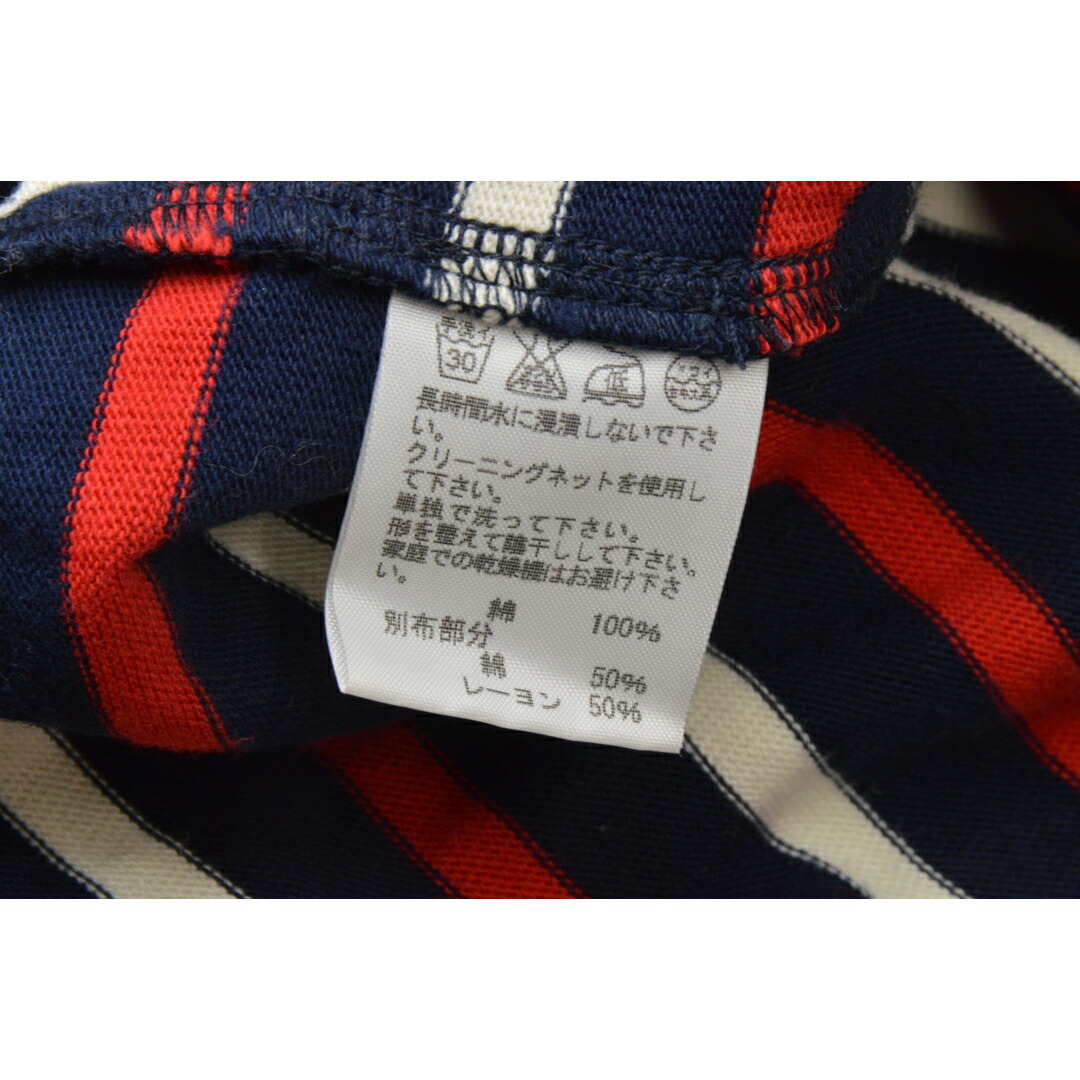 手洗イ
30
長時間水に浸漬しないで下さ
い。
クリーニングネットを使用し
て下さい。
単独で洗って下さい。
形を整えて陰干しして下さい。
家庭での乾燥機はお避け下さ
い。
綿 100%
別布部分
綿 50%
レーヨン 50%